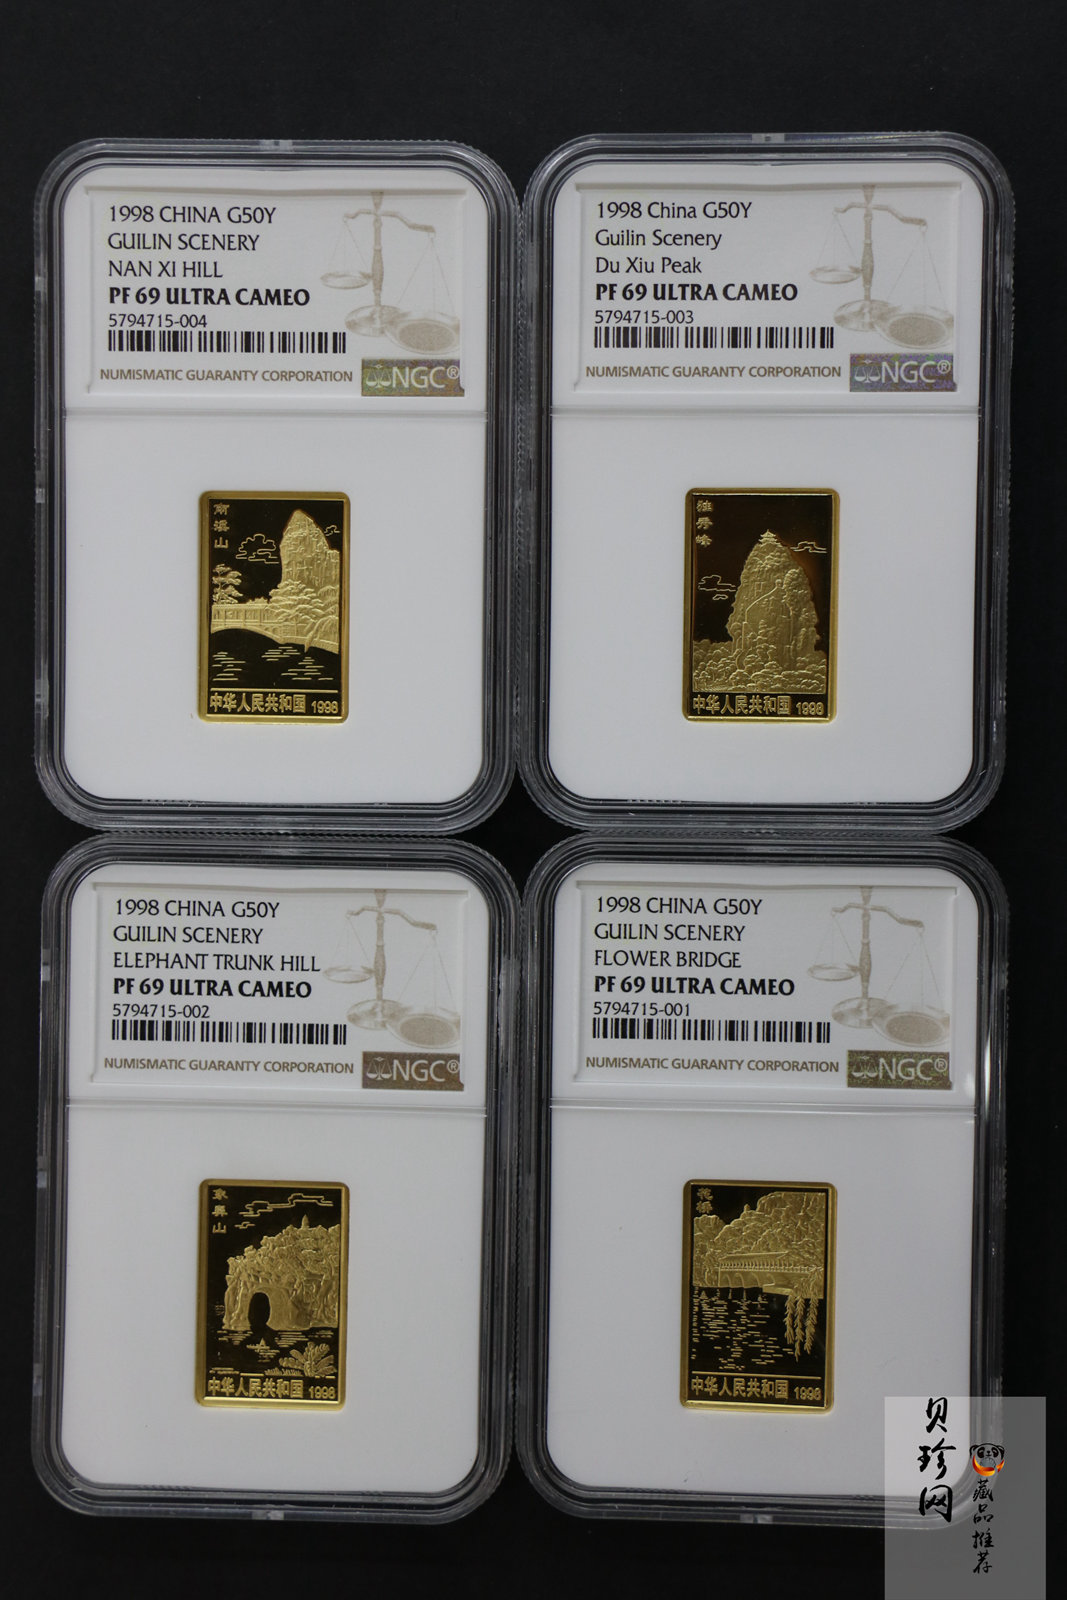 1998 CHINA G50Y
GUILIN SCENERY
NAN XI HILL
PF 69 ULTRA CAMEO
5794715-004
NUMISMATIC GUARANTY CORPORATION
NGC®
南溪山
中华人民共和国 1998
1998 China G50Y
Guilin Scenery
Du Xiu Peak
PF 69 ULTRA CAMEO
5794715-003
NUMISMATIC GUARANTY CORPORATION
NGC®
独秀峰
中华人民共和国 1998
1998 CHINA G50Y
GUILIN SCENERY
ELEPHANT TRUNK HILL
PF 69 ULTRA CAMEO
5794715-002
NUMISMATIC GUARANTY CORPORATION
NGC®
象鼻山
中华人民共和国 1998
1998 CHINA G50Y
GUILIN SCENERY
FLOWER BRIDGE
PF 69 ULTRA CAMEO
5794715-001
NUMISMATIC GUARANTY CORPORATION
NGC®
花桥
中华人民共和国 1998
贝珍网
藏品推荐